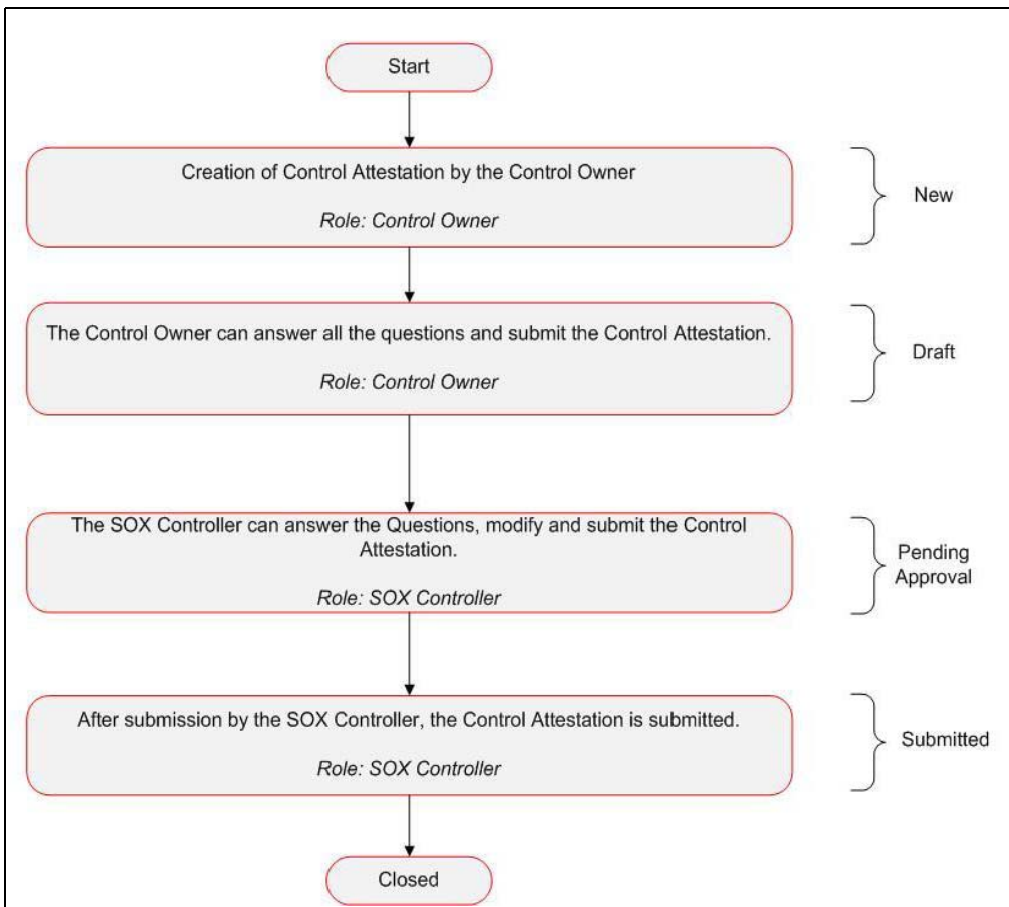 Start
Creation of Control Attestation by the Control Owner
Role: Control Owner
New
The Control Owner can answer all the questions and submit the Control Attestation.
Role: Control Owner
Draft
The SOX Controller can answer the Questions, modify and submit the Control
Attestation.
Role: SOX Controller
Pending
Approval
After submission by the SOX Controller, the Control Attestation is submitted.
Role: SOX Controller
Submitted
Closed